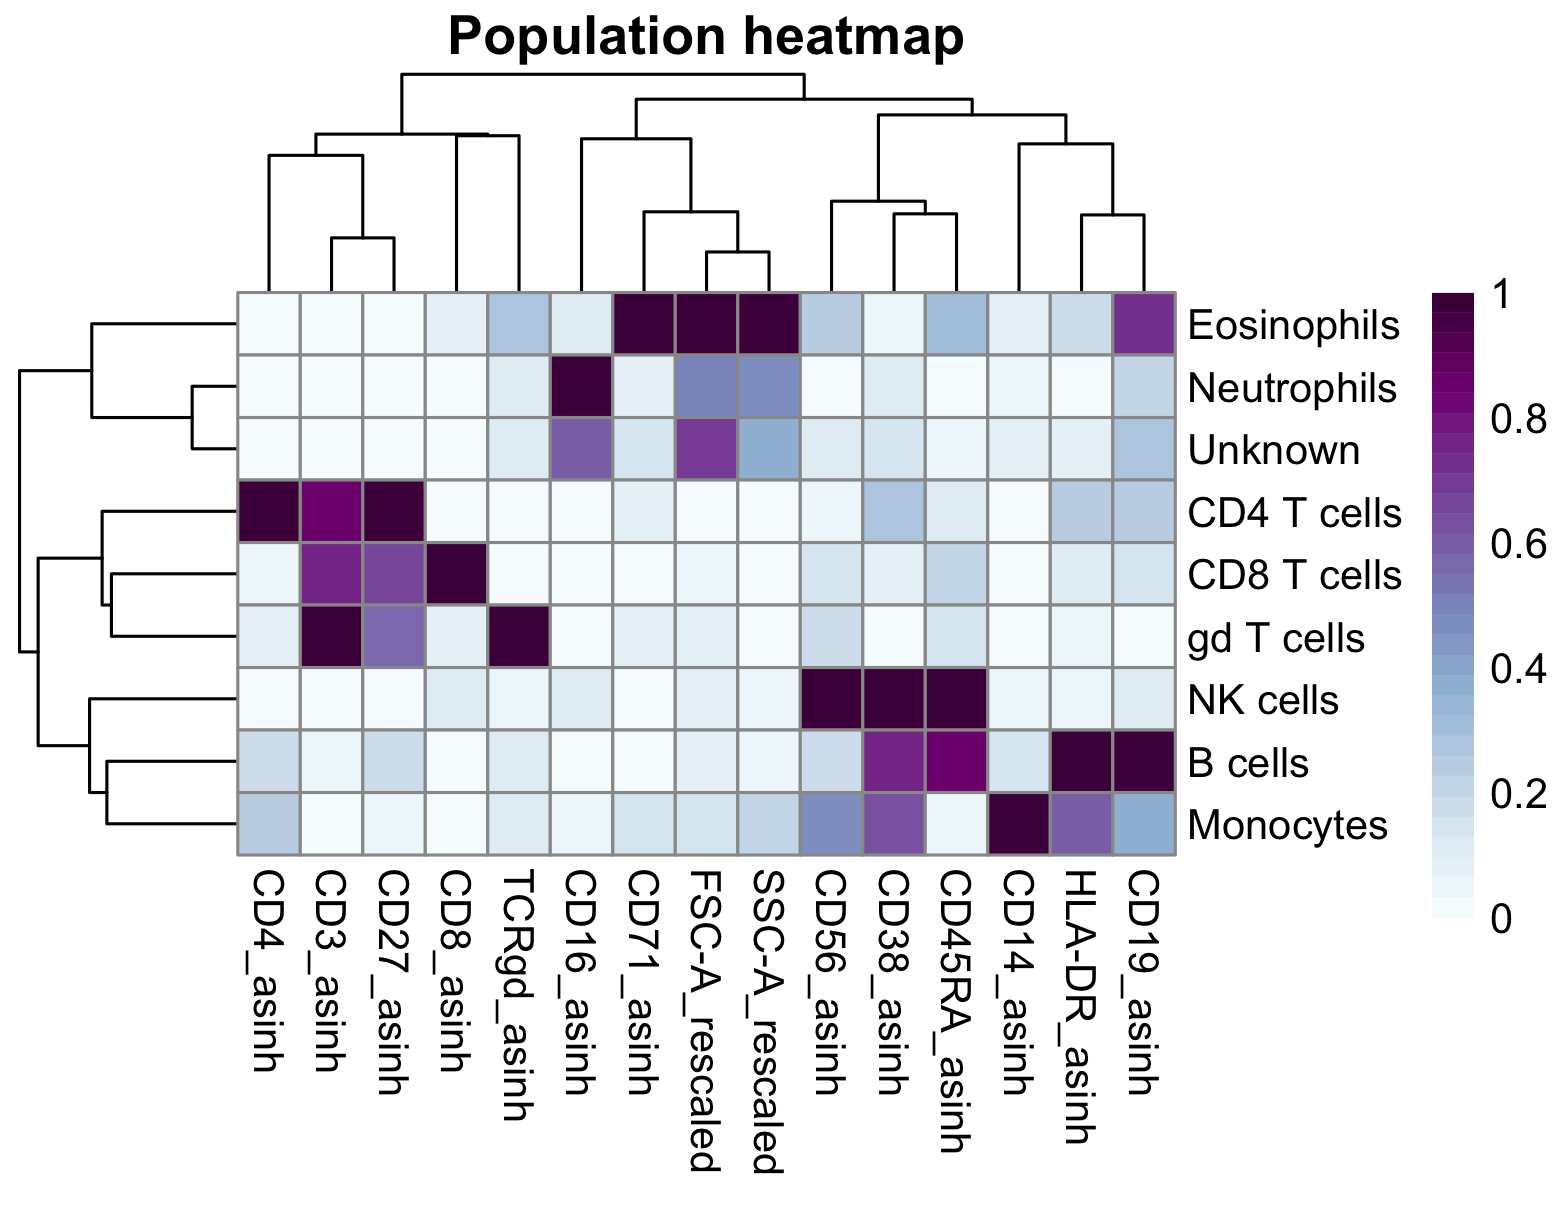 Population heatmap
Eosinophils
Neutrophils
Unknown
CD4 T cells
CD8 T cells
gd T cells
NK cells
B cells
Monocytes
1
0.8
0.6
0.4
0.2
0
CD4_asinh
CD3_asinh
CD27_asinh
CD8_asinh
TCRgd_asinh
CD16_asinh
CD71_asinh
FSC-A_rescaled
SSC-A_rescaled
CD56_asinh
CD38_asinh
CD45RA_asinh
CD14_asinh
HLA-DR_asinh
CD19_asinh